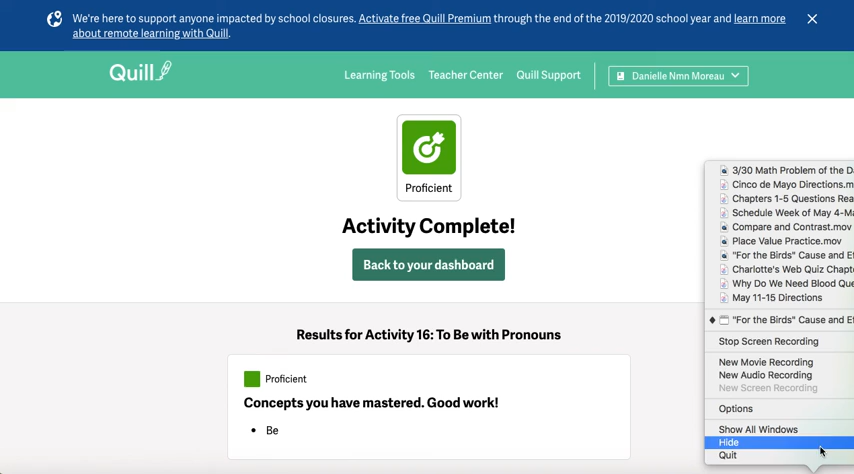 We're here to support anyone impacted by school closures. Activate free Quill Premium through the end of the 2019/2020 school year and learn more
about remote learning with Quill.
Quill
Learning Tools Teacher Center Quill Support Danielle Nmn Moreau
Proficient
Activity Complete!
Back to your dashboard
Results for Activity 16: To Be with Pronouns
Proficient
Concepts you have mastered. Good work!
• Be
3/30 Math Problem of the D
Cinco de Mayo Directions.m
Chapters 1-5 Questions Rea
Schedule Week of May 4-Ma
Compare and Contrast.mov
Place Value Practice.mov
"For the Birds" Cause and Ef
Charlotte's Web Quiz Chapt
Why Do We Need Blood Que
May 11-15 Directions
"For the Birds" Cause and Ef
Stop Screen Recording
New Movie Recording
New Audio Recording
New Screen Recording
Options
Show All Windows
Hide
Quit